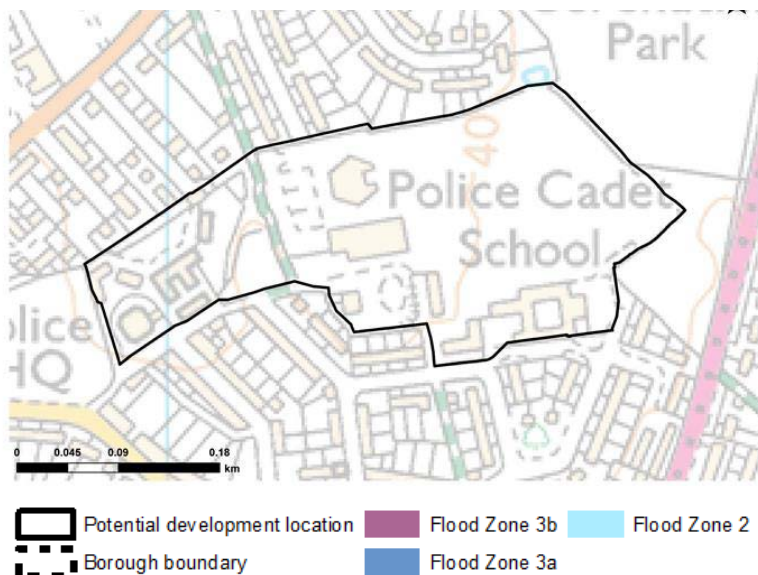 Park
40
Police Cadet
School
olice
HQ
0 0.045 0.09 0.18
km
Potential development location
Flood Zone 3b
Flood Zone 2
Borough boundary
Flood Zone 3a